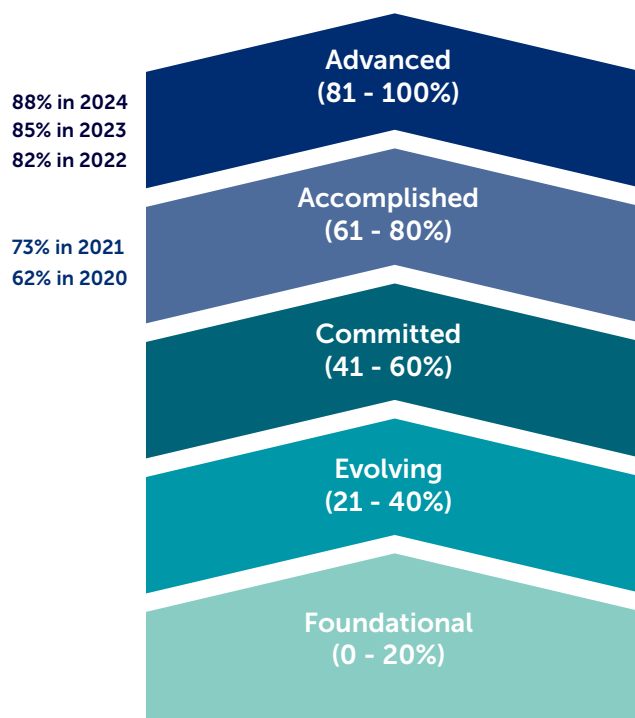 Advanced
(81 - 100%)
88% in 2024
85% in 2023
82% in 2022
Accomplished
(61 - 80%)
73% in 2021
62% in 2020
Committed
(41 - 60%)
Evolving
(21 - 40%)
Foundational
(0 - 20%)